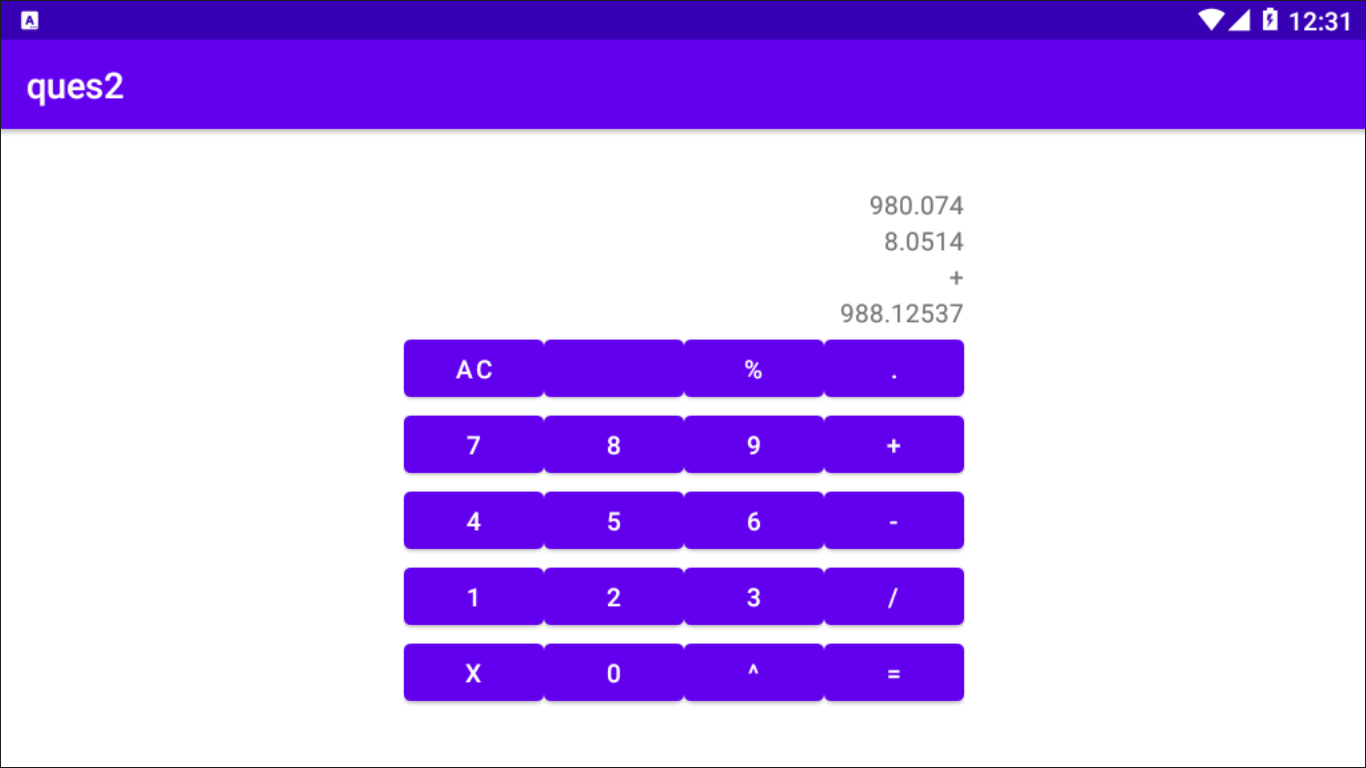 12:31
ques2
980.074
8.0514
+
988.12537
AC % .
7 8 9 +
4 5 6 -
1 2 3 /
X 0 ^ =